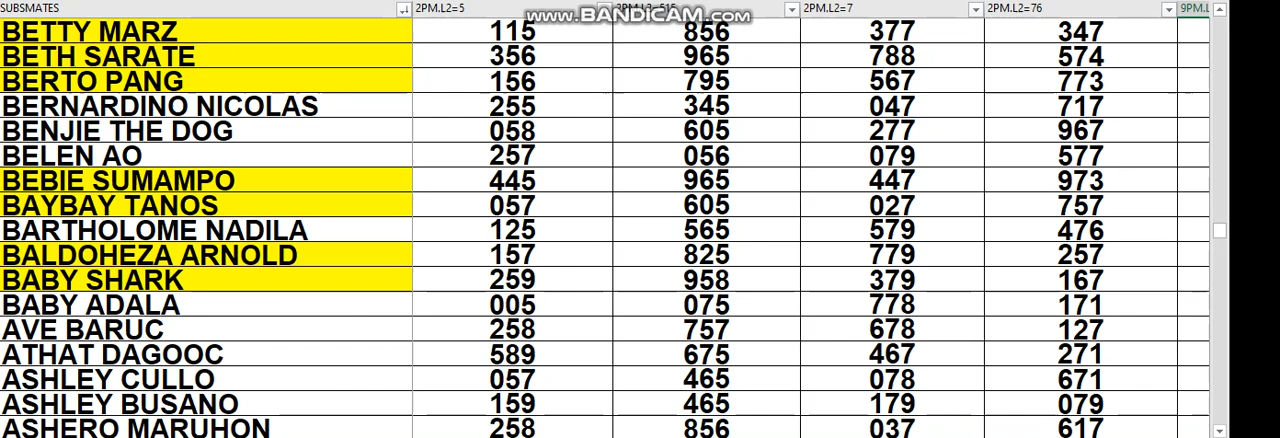 SUBSMATES 2PM.L2=5 2PM.L2=515 2PM.L2=7 2PM.L2=76 9PM.L
www.BANDICAM.com
BETTY MARZ 115 856 377 347
BETH SARATE 356 965 788 574
BERTO PANG 156 795 567 773
BERNARDINO NICOLAS 255 345 047 717
BENJIE THE DOG 058 605 277 967
BELEN AO 257 056 079 577
BEBIE SUMAMPO 445 965 447 973
BAYBAY TANOS 057 605 027 757
BARTHOLOME NADILA 125 565 579 476
BALDOHEZA ARNOLD 157 825 779 257
BABY SHARK 259 958 379 167
BABY ADALA 005 075 778 171
AVE BARUC 258 757 678 127
ATHAT DAGOOC 589 675 467 271
ASHLEY CULLO 057 465 078 671
ASHLEY BUSANO 159 465 179 079
ASHERO MARUHON 258 856 037 617